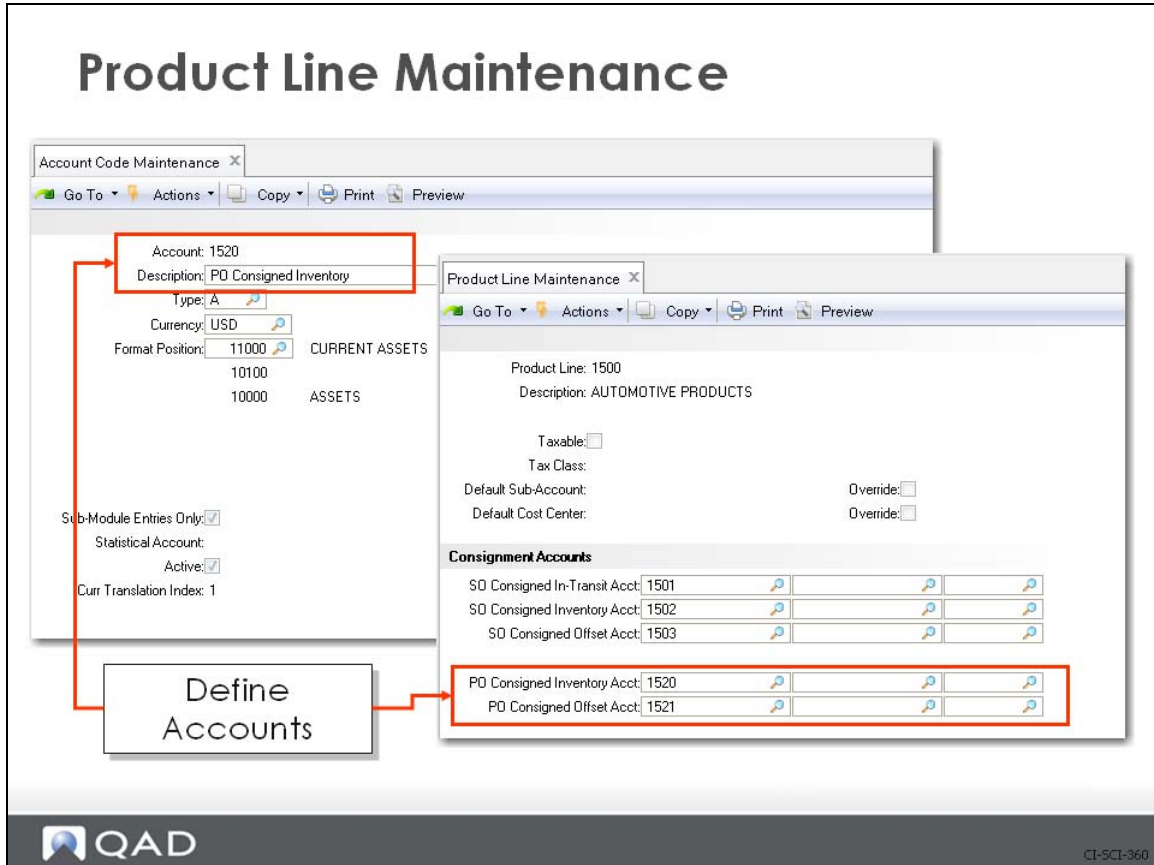 Product Line Maintenance
Account Code Maintenance X
Go To Actions Copy Print Preview
Account: 1520
Description: PO Consigned Inventory
Type: A
Currency: USD
Format Position: 11000 CURRENT ASSETS
10100
10000 ASSETS
Sub-Module Entries Only:
Statistical Account:
Active:
Curr Translation Index: 1
Product Line Maintenance X
Go To Actions Copy Print Preview
Product Line: 1500
Description: AUTOMOTIVE PRODUCTS
Taxable:
Tax Class:
Default Sub-Account: Override:
Default Cost Center: Override:
Consignment Accounts
SO Consigned In-Transit Acct: 1501
SO Consigned Inventory Acct: 1502
SO Consigned Offset Acct: 1503
PO Consigned Inventory Acct: 1520
PO Consigned Offset Acct: 1521
Define
Accounts
QAD
CI-SCI-360